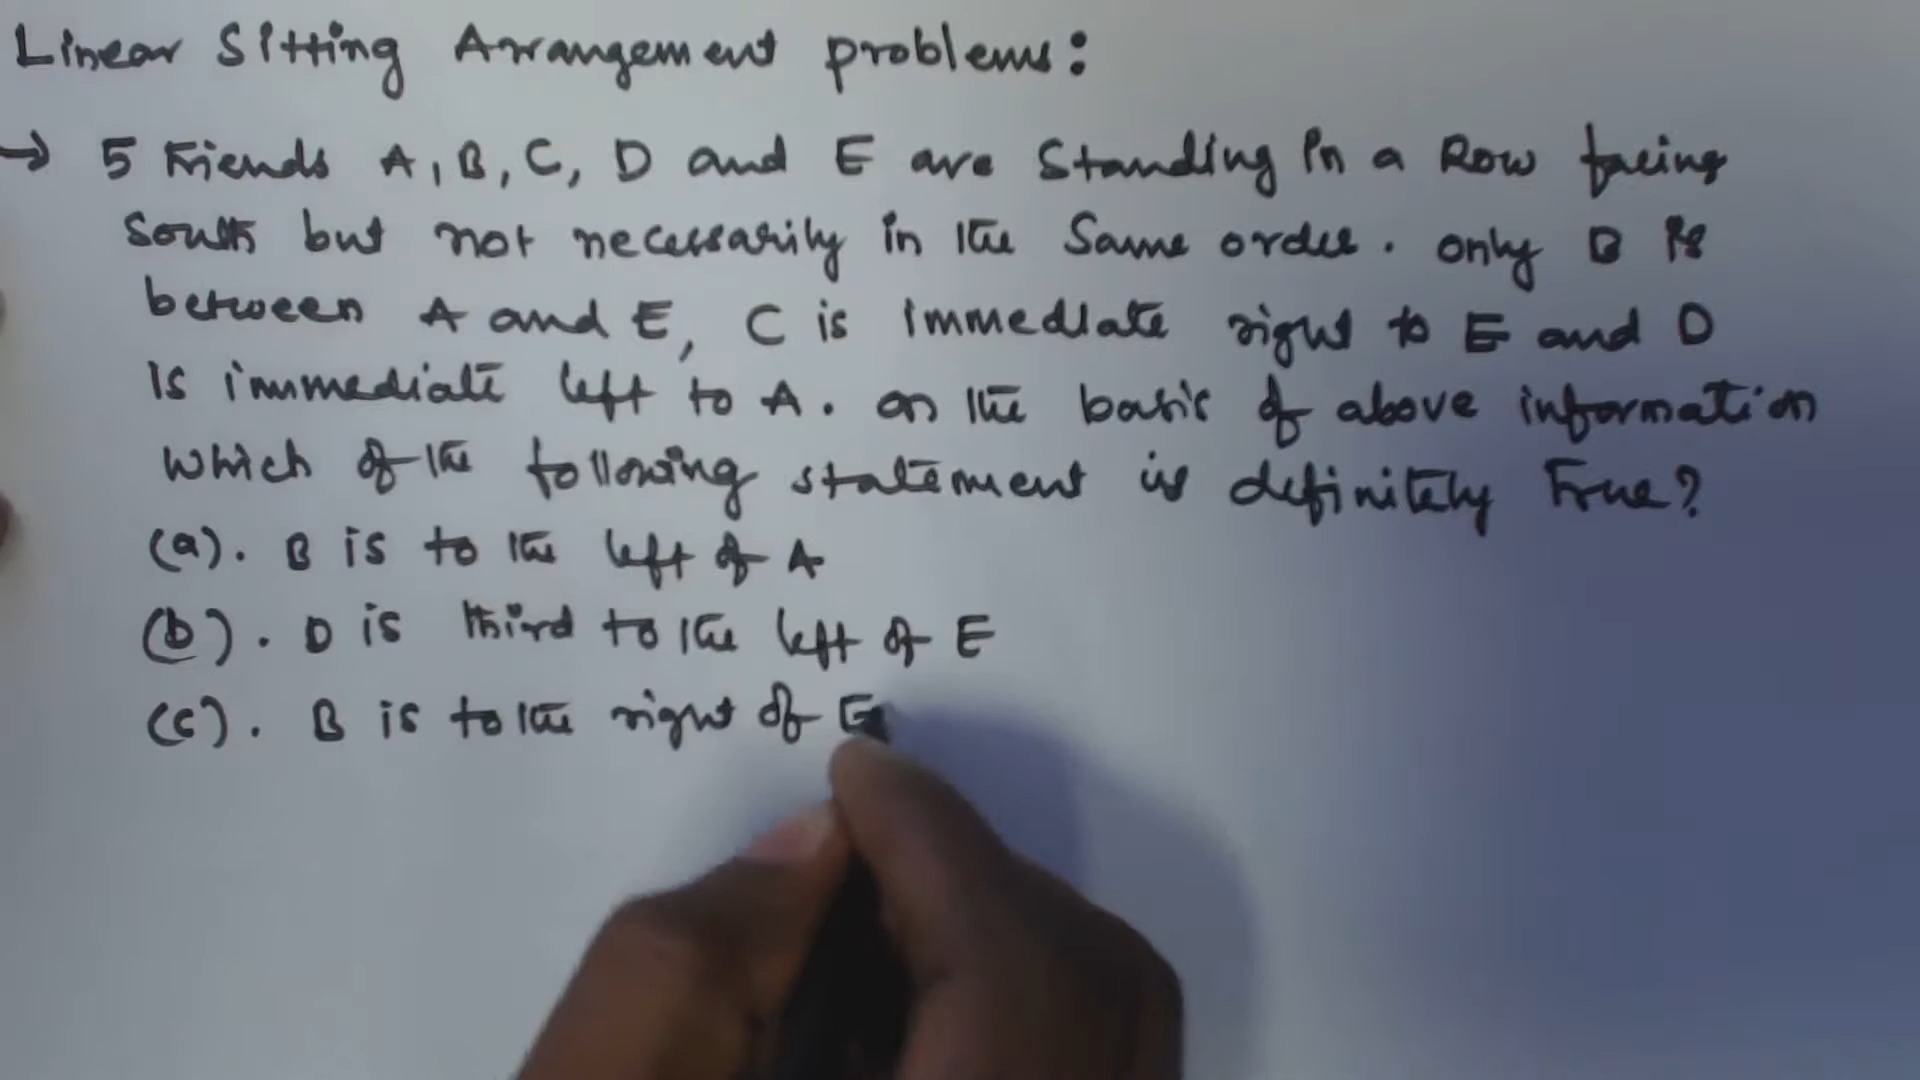 Linear Sitting Arrangement problems:
→ 5 Friends A, B, C, D and E are Standing in a Row facing
South but not necessarily in the Same order. only B is
between A and E, C is immediate right to E and D
is immediate left to A. on the basis of above information
which of the following statement is definitely True?
(a). B is to the left of A
(b). D is third to the left of E
(c). B is to the right of E